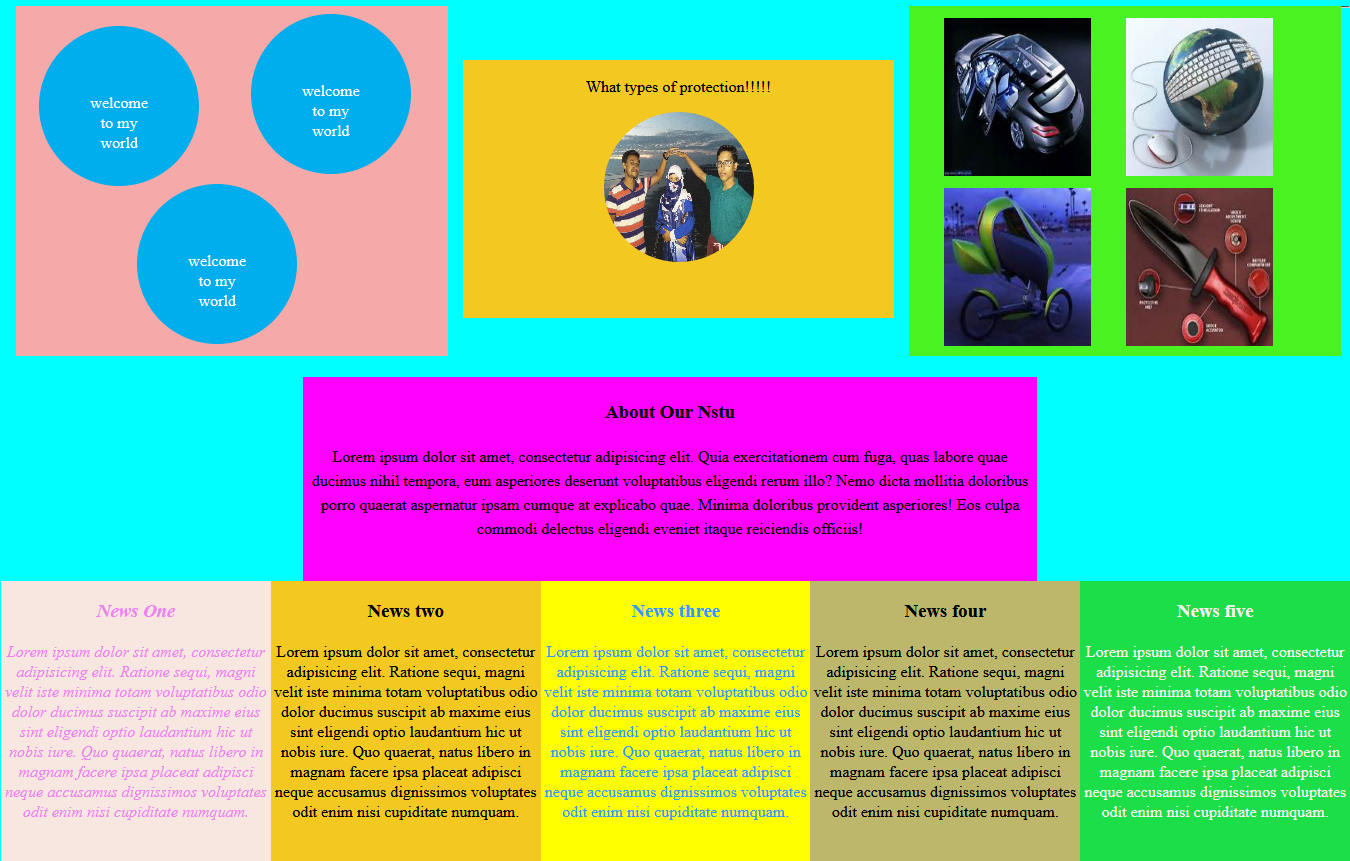 welcome
to my
world
welcome
to my
world
welcome
to my
world
What types of protection!!!!!
About Our Nstu
Lorem ipsum dolor sit amet, consectetur adipisicing elit. Quia exercitationem cum fuga, quas labore quae
ducimus nihil tempora, eum asperiores deserunt voluptatibus eligendi rerum illo? Nemo dicta mollitia doloribus
porro quaerat aspernatur ipsam cumque at explicabo quae. Minima doloribus provident asperiores! Eos culpa
commodi delectus eligendi eveniet itaque reiciendis officiis!
News One
Lorem ipsum dolor sit amet, consectetur
adipisicing elit. Ratione sequi, magni
velit iste minima totam voluptatibus odio
dolor ducimus suscipit ab maxime eius
sint eligendi optio laudantium hic ut
nobis iure. Quo quaerat, natus libero in
magnam facere ipsa placeat adipisci
neque accusamus dignissimos voluptates
odit enim nisi cupiditate numquam.
News two
Lorem ipsum dolor sit amet, consectetur
adipisicing elit. Ratione sequi, magni
velit iste minima totam voluptatibus odio
dolor ducimus suscipit ab maxime eius
sint eligendi optio laudantium hic ut
nobis iure. Quo quaerat, natus libero in
magnam facere ipsa placeat adipisci
neque accusamus dignissimos voluptates
odit enim nisi cupiditate numquam.
News three
Lorem ipsum dolor sit amet, consectetur
adipisicing elit. Ratione sequi, magni
velit iste minima totam voluptatibus odio
dolor ducimus suscipit ab maxime eius
sint eligendi optio laudantium hic ut
nobis iure. Quo quaerat, natus libero in
magnam facere ipsa placeat adipisci
neque accusamus dignissimos voluptates
odit enim nisi cupiditate numquam.
News four
Lorem ipsum dolor sit amet, consectetur
adipisicing elit. Ratione sequi, magni
velit iste minima totam voluptatibus odio
dolor ducimus suscipit ab maxime eius
sint eligendi optio laudantium hic ut
nobis iure. Quo quaerat, natus libero in
magnam facere ipsa placeat adipisci
neque accusamus dignissimos voluptates
odit enim nisi cupiditate numquam.
News five
Lorem ipsum dolor sit amet, consectetur
adipisicing elit. Ratione sequi, magni
velit iste minima totam voluptatibus odio
dolor ducimus suscipit ab maxime eius
sint eligendi optio laudantium hic ut
nobis iure. Quo quaerat, natus libero in
magnam facere ipsa placeat adipisci
neque accusamus dignissimos voluptates
odit enim nisi cupiditate numquam.